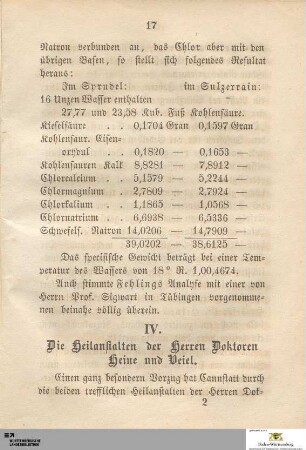 17
Natron verbunden an, das Chlor aber mit den
übrigen Basen, so stellt sich folgendes Resultat
heraus:
Im Sprudel: im Sulzerrain:
16 Unzen Wasser enthalten
27,77 und 23,38 Kub. Fuß Kohlensäure.
Kieselsäure . . 0,1704 Gran 0,1597 Gran
Kohlensaur. Eisen-
oxydul . . 0,1820 — 0,1653 —
Kohlensauren Kalk 8,8281 — 7,8912 —
Chlorcalcium . . 5,1579 — 5,2244 —
Chlormagnium . . 2,7809 — 2,7924 —
Chlorkalium . . 1,1865 — 1,0568 —
Chlornatrium . . 6,6938 — 6,5336 —
Schwefels. Natron 14,0206 — 14,7909 —
39,0202 — 38,6125 —
Das specifische Gewicht beträgt bei einer Tem-
peratur des Wassers von 18° R. 1,004674.
Auch stimmte Fehlings Analyse mit einer von
Herrn Prof. Sigwart in Tübingen vorgenomme-
nen beinahe völlig überein.
IV.
Die Heilanstalten der Herren Doktoren
Heine und Veiel.
Einen ganz besondern Vorzug hat Cannstatt durch
die beiden trefflichen Heilanstalten der Herren Dok-
2